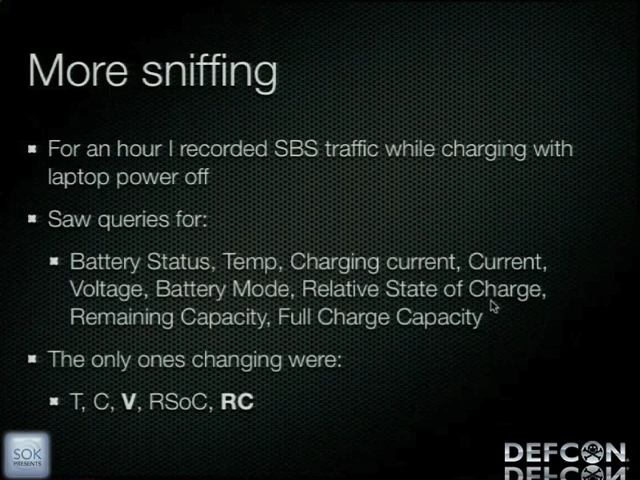 More sniffing
For an hour I recorded SBS traffic while charging with
laptop power off
Saw queries for:
Battery Status, Temp, Charging current, Current,
Voltage, Battery Mode, Relative State of Charge,
Remaining Capacity, Full Charge Capacity
The only ones changing were:
T, C, V, RSoC, RC
SOK
PRESENTS
DEFCON